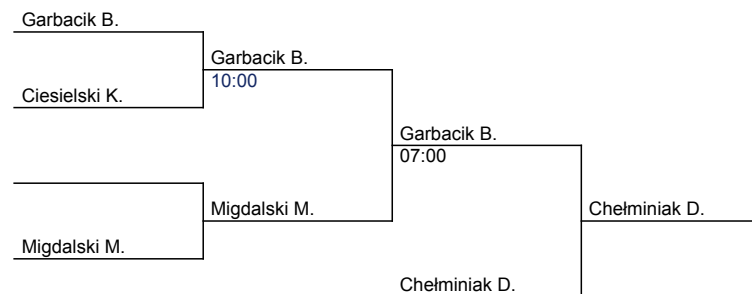 Garbacik B.
Garbacik B.
10:00
Ciesielski K.
Garbacik B.
07:00
Migdalski M.
Chełminiak D.
Migdalski M.
Chełminiak D.